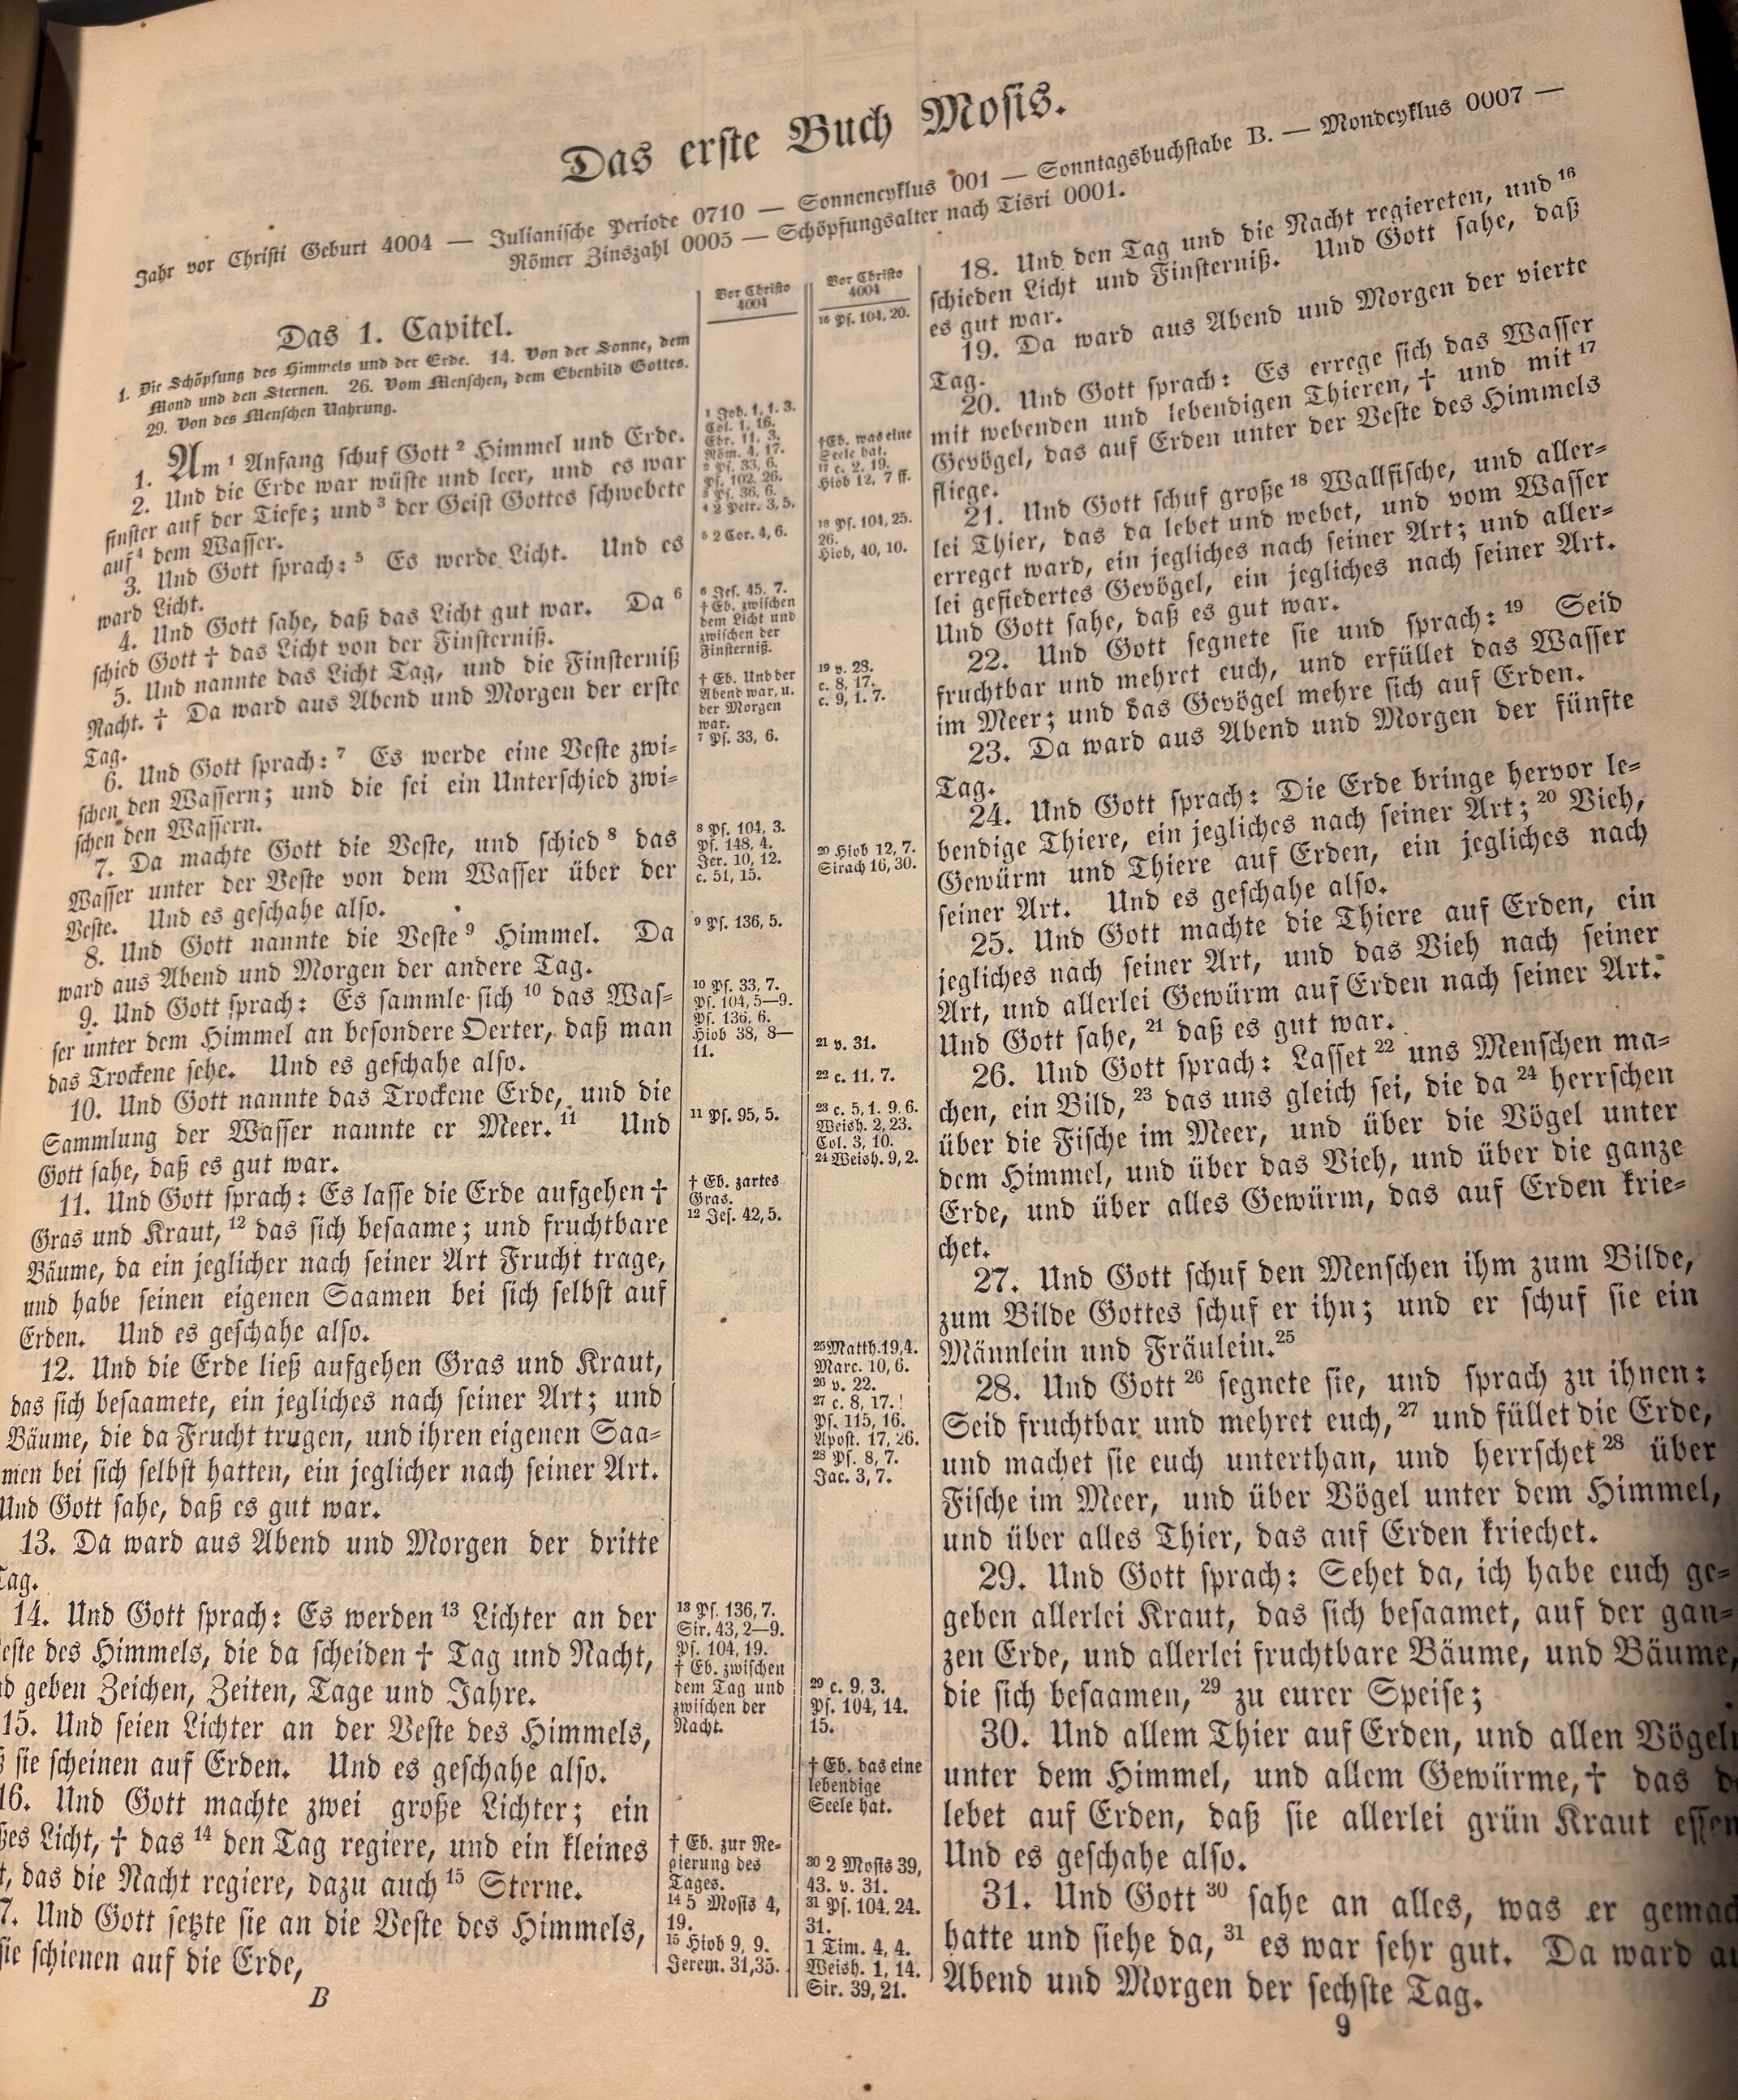 Das erste Buch Mosis.
Jahr vor Christi Geburt 4004 — Julianische Periode 0710 — Sonnencyklus 001 — Sonntagsbuchstabe B. — Mondcyklus 0007 —
Römer Zinszahl 0005 — Schöpfungsalter nach Tisri 0001.
Das 1. Capitel.
1. Die Schöpfung des Himmels und der Erde. 14. Von der Sonne, dem
Mond und den Sternen. 26. Vom Menschen, dem Ebenbild Gottes.
29. Von des Menschen Nahrung.
1. Am ¹ Anfang schuf Gott ² Himmel und Erde.
2. Und die Erde war wüste und leer, und es war
finster auf der Tiefe; und ³ der Geist Gottes schwebete
auf ⁴ dem Wasser.
3. Und Gott sprach: ⁵ Es werde Licht. Und es
ward Licht.
4. Und Gott sahe, daß das Licht gut war. Da ⁶
schied Gott † das Licht von der Finsterniß.
5. Und nannte das Licht Tag, und die Finsterniß
Nacht. † Da ward aus Abend und Morgen der erste
Tag.
6. Und Gott sprach: ⁷ Es werde eine Veste zwi-
schen den Wassern; und die sei ein Unterschied zwi-
schen den Wassern.
7. Da machte Gott die Veste, und schied ⁸ das
Wasser unter der Veste von dem Wasser über der
Veste. Und es geschahe also.
8. Und Gott nannte die Veste ⁹ Himmel. Da
ward aus Abend und Morgen der andere Tag.
9. Und Gott sprach: Es sammle sich ¹⁰ das Was-
ser unter dem Himmel an besondere Oerter, daß man
das Trockene sehe. Und es geschahe also.
10. Und Gott nannte das Trockene Erde, und die
Sammlung der Wasser nannte er Meer. ¹¹ Und
Gott sahe, daß es gut war.
11. Und Gott sprach: Es lasse die Erde aufgehen †
Gras und Kraut, ¹² das sich besaame; und fruchtbare
Bäume, da ein jeglicher nach seiner Art Frucht trage,
und habe seinen eigenen Saamen bei sich selbst auf
Erden. Und es geschahe also.
12. Und die Erde ließ aufgehen Gras und Kraut,
das sich besaamete, ein jegliches nach seiner Art; und
Bäume, die da Frucht trugen, und ihren eigenen Saa-
men bei sich selbst hatten, ein jeglicher nach seiner Art.
Und Gott sahe, daß es gut war.
13. Da ward aus Abend und Morgen der dritte
Tag.
14. Und Gott sprach: Es werden ¹³ Lichter an der
este des Himmels, die da scheiden † Tag und Nacht,
d geben Zeichen, Zeiten, Tage und Jahre.
15. Und seien Lichter an der Veste des Himmels,
ß sie scheinen auf Erden. Und es geschahe also.
16. Und Gott machte zwei große Lichter; ein
ßes Licht, † das ¹⁴ den Tag regiere, und ein kleines
t, das die Nacht regiere, dazu auch ¹⁵ Sterne.
7. Und Gott setzte sie an die Veste des Himmels,
sie schienen auf die Erde,
B
Vor Christo
4004
¹ Joh. 1, 1. 3.
Col. 1, 16.
Ebr. 11, 3.
Röm. 4, 17.
² Ps. 33, 6.
Ps. 102, 26.
³ Ps. 36, 6.
⁴ 2 Petr. 3, 5.
⁵ 2 Cor. 4, 6.
⁶ Jes. 45, 7.
† Eb. zwischen
dem Licht und
zwischen der
Finsterniß.
† Eb. Und der
Abend war, u.
der Morgen
war.
⁷ Ps. 33, 6.
⁸ Ps. 104, 3.
Ps. 148, 4.
Jer. 10, 12.
c. 51, 15.
⁹ Ps. 136, 5.
¹⁰ Ps. 33, 7.
Ps. 104, 5—9.
Ps. 136, 6.
Hiob 38, 8—
11.
¹¹ Ps. 95, 5.
† Eb. zartes
Gras.
¹² Jes. 42, 5.
¹³ Ps. 136, 7.
Sir. 43, 2—9.
Ps. 104, 19.
† Eb. zwischen
dem Tag und
zwischen der
Nacht.
† Eb. zur Re-
gierung des
Tages.
¹⁴ 5 Mosis 4,
19.
¹⁵ Hiob 9, 9.
Jerem. 31, 35.
Vor Christo
4004
¹⁶ Ps. 104, 20.
† Eb. was eine
Seele hat.
¹⁷ c. 2, 19.
Hiob 12, 7 ff.
¹⁸ Ps. 104, 25.
26.
Hiob, 40, 10.
¹⁹ v. 28.
c. 8, 17.
c. 9, 1. 7.
²⁰ Hiob 12, 7.
Sirach 16, 30.
²¹ v. 31.
²² c. 11, 7.
²³ c. 5, 1. 9, 6.
Weish. 2, 23.
Col. 3, 10.
²⁴ Weish. 9, 2.
²⁵ Matth. 19, 4.
Marc. 10, 6.
²⁶ v. 22.
²⁷ c. 8, 17.
Ps. 115, 16.
Apost. 17, 26.
²⁸ Ps. 8, 7.
Jac. 3, 7.
²⁹ c. 9, 3.
Ps. 104, 14.
15.
† Eb. das eine
lebendige
Seele hat.
³⁰ 2 Mosis 39,
43. v. 31.
³¹ Ps. 104, 24.
31.
1 Tim. 4, 4.
Weish. 1, 14.
Sir. 39, 21.
18. Und den Tag und die Nacht regiereten, und ¹⁶
schieden Licht und Finsterniß. Und Gott sahe, daß
es gut war.
19. Da ward aus Abend und Morgen der vierte
Tag.
20. Und Gott sprach: Es errege sich das Wasser
mit webenden und lebendigen Thieren, † und mit ¹⁷
Gevögel, das auf Erden unter der Veste des Himmels
fliege.
21. Und Gott schuf große ¹⁸ Wallfische, und aller-
lei Thier, das da lebet und webet, und vom Wasser
erreget ward, ein jegliches nach seiner Art; und aller-
lei gefiedertes Gevögel, ein jegliches nach seiner Art.
Und Gott sahe, daß es gut war.
22. Und Gott segnete sie und sprach: ¹⁹ Seid
fruchtbar und mehret euch, und erfüllet das Wasser
im Meer; und das Gevögel mehre sich auf Erden.
23. Da ward aus Abend und Morgen der fünfte
Tag.
24. Und Gott sprach: Die Erde bringe hervor le-
bendige Thiere, ein jegliches nach seiner Art; ²⁰ Vieh,
Gewürm und Thiere auf Erden, ein jegliches nach
seiner Art. Und es geschahe also.
25. Und Gott machte die Thiere auf Erden, ein
jegliches nach seiner Art, und das Vieh nach seiner
Art, und allerlei Gewürm auf Erden nach seiner Art.
Und Gott sahe, ²¹ daß es gut war.
26. Und Gott sprach: Lasset ²² uns Menschen ma-
chen, ein Bild, ²³ das uns gleich sei, die da ²⁴ herrschen
über die Fische im Meer, und über die Vögel unter
dem Himmel, und über das Vieh, und über die ganze
Erde, und über alles Gewürm, das auf Erden krie-
chet.
27. Und Gott schuf den Menschen ihm zum Bilde,
zum Bilde Gottes schuf er ihn; und er schuf sie ein
Männlein und Fräulein. ²⁵
28. Und Gott ²⁶ segnete sie, und sprach zu ihnen:
Seid fruchtbar und mehret euch, ²⁷ und füllet die Erde,
und machet sie euch unterthan, und herrschet ²⁸ über
Fische im Meer, und über Vögel unter dem Himmel,
und über alles Thier, das auf Erden kriechet.
29. Und Gott sprach: Sehet da, ich habe euch ge-
geben allerlei Kraut, das sich besaamet, auf der gan-
zen Erde, und allerlei fruchtbare Bäume, und Bäume,
die sich besaamen, ²⁹ zu eurer Speise;
30. Und allem Thier auf Erden, und allen Vögeln
unter dem Himmel, und allem Gewürme, † das d
lebet auf Erden, daß sie allerlei grün Kraut essen
Und es geschahe also.
31. Und Gott ³⁰ sahe an alles, was er gemac
hatte und siehe da, ³¹ es war sehr gut. Da ward au
Abend und Morgen der sechste Tag.
9